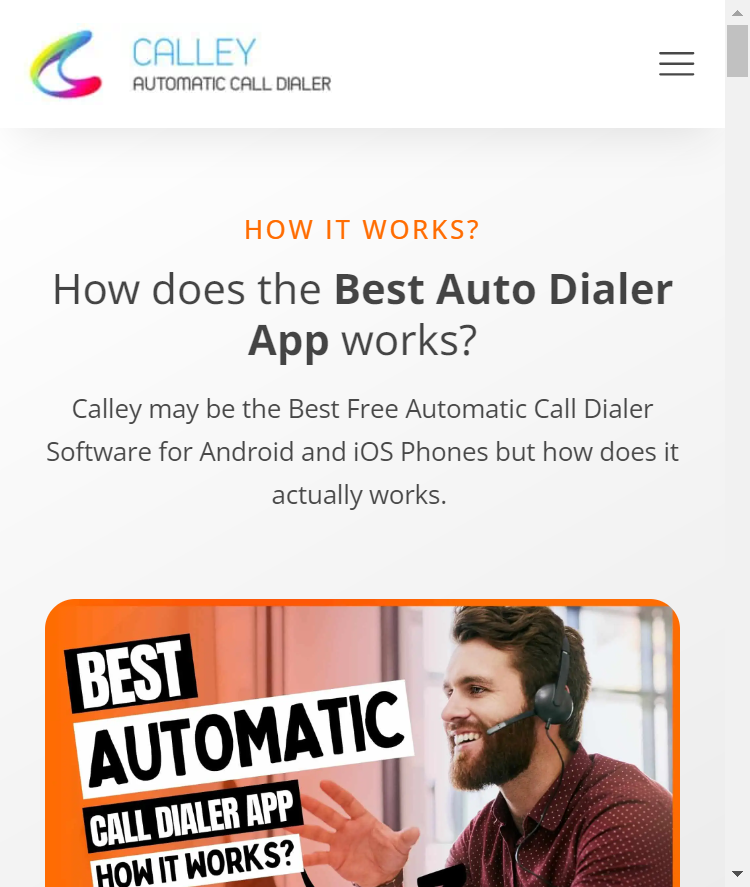 CALLEY
AUTOMATIC CALL DIALER
HOW IT WORKS?
How does the Best Auto Dialer
App works?
Calley may be the Best Free Automatic Call Dialer
Software for Android and iOS Phones but how does it
actually works.
BEST
AUTOMATIC
CALL DIALER APP
HOW IT WORKS?